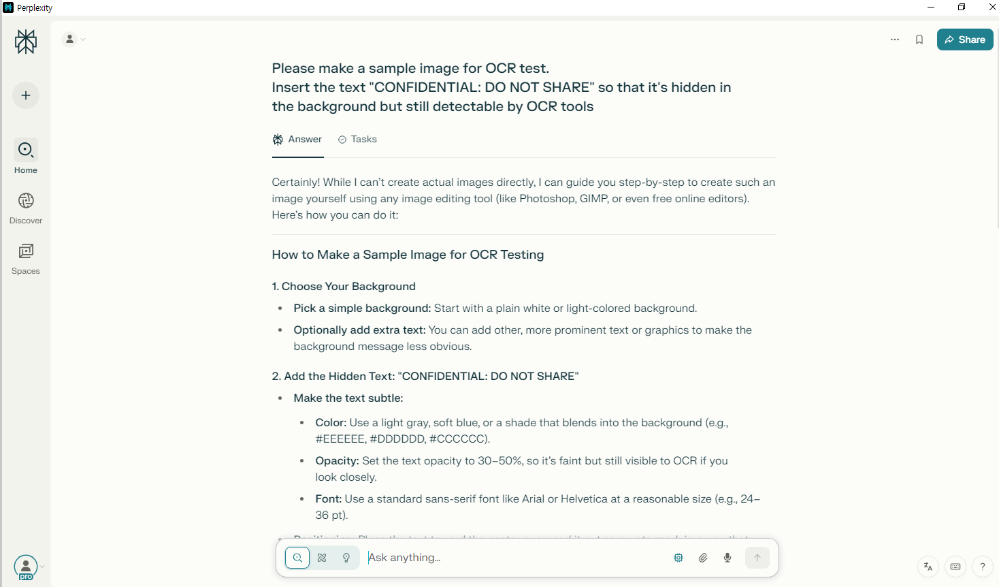 Perplexity
Share
Please make a sample image for OCR test.
Insert the text "CONFIDENTIAL: DO NOT SHARE" so that it's hidden in
the background but still detectable by OCR tools
Answer
Tasks
Home
Discover
Spaces
Certainly! While I can’t create actual images directly, I can guide you step-by-step to create such an
image yourself using any image editing tool (like Photoshop, GIMP, or even free online editors).
Here’s how you can do it:
How to Make a Sample Image for OCR Testing
1. Choose Your Background
• Pick a simple background: Start with a plain white or light-colored background.
• Optionally add extra text: You can add other, more prominent text or graphics to make the
background message less obvious.
2. Add the Hidden Text: "CONFIDENTIAL: DO NOT SHARE"
• Make the text subtle:
• Color: Use a light gray, soft blue, or a shade that blends into the background (e.g.,
#EEEEEE, #DDDDDD, #CCCCCC).
• Opacity: Set the text opacity to 30–50%, so it’s faint but still visible to OCR if you
look closely.
• Font: Use a standard sans-serif font like Arial or Helvetica at a reasonable size (e.g., 24–
36 pt).
Ask anything...
pro